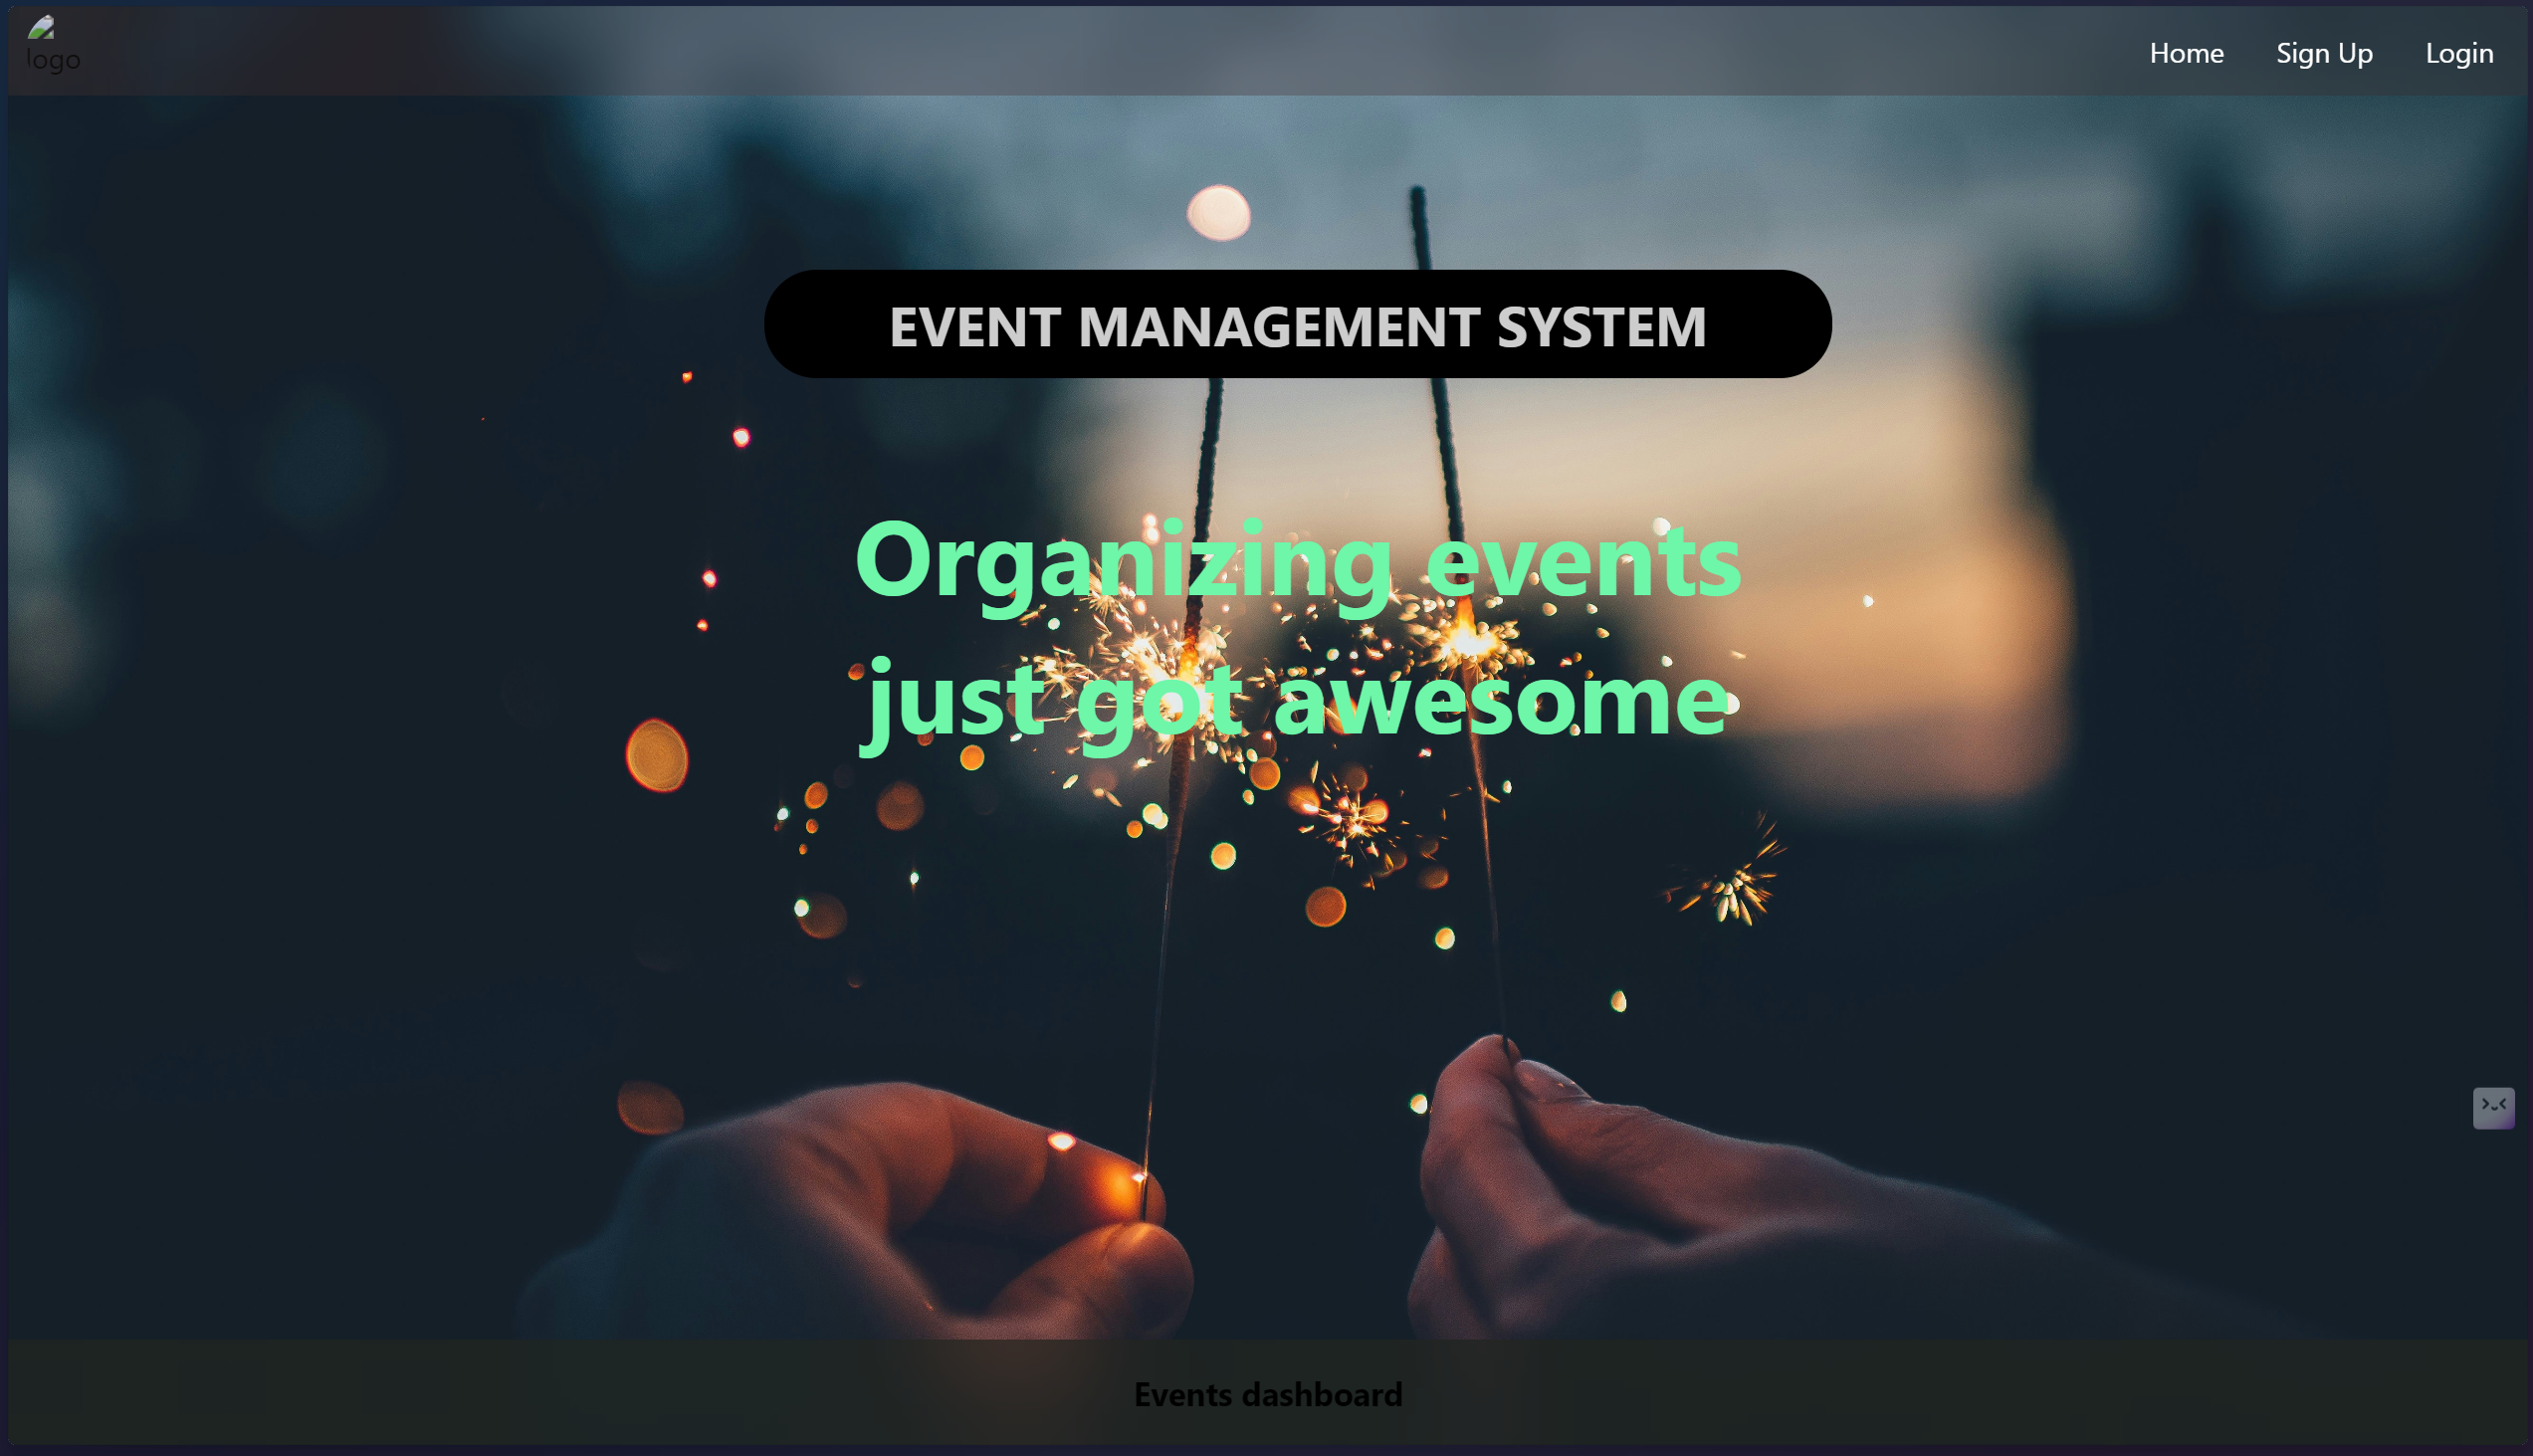 logo
Home Sign Up Login
EVENT MANAGEMENT SYSTEM
Organizing events
just got awesome
Events dashboard